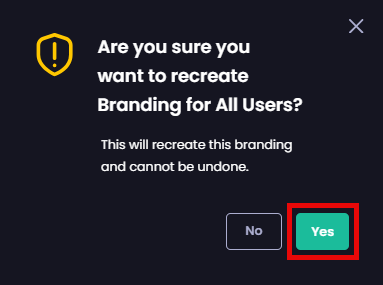 Are you sure you
want to recreate
Branding for All Users?
This will recreate this branding
and cannot be undone.
No
Yes